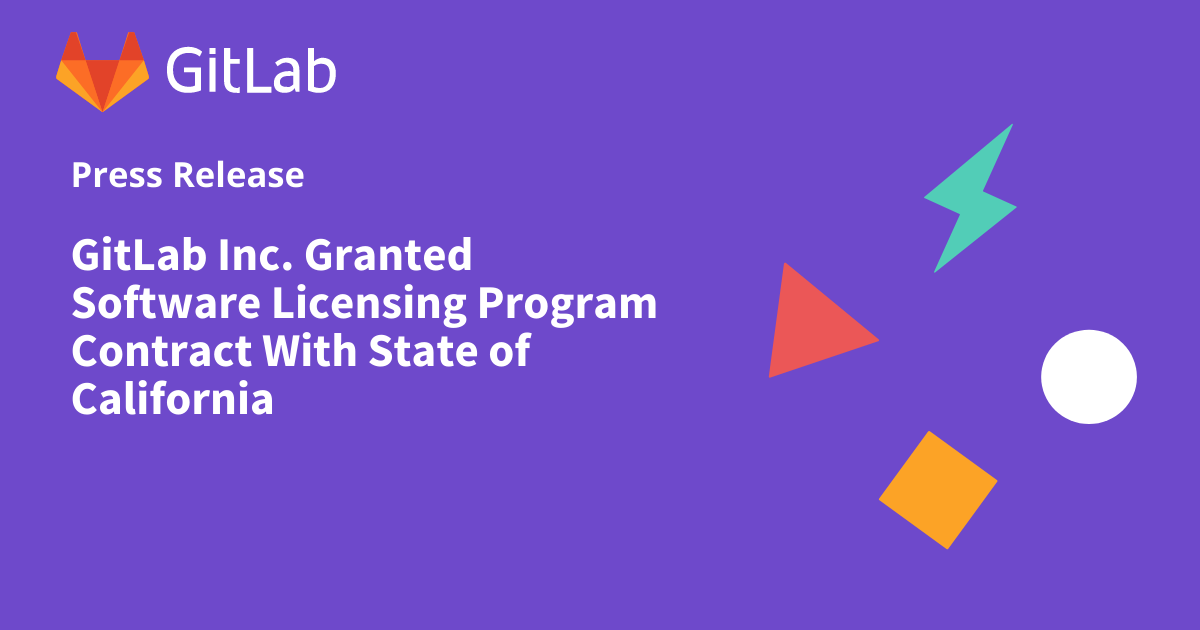 GitLab
Press Release
GitLab Inc. Granted
Software Licensing Program
Contract With State of
California